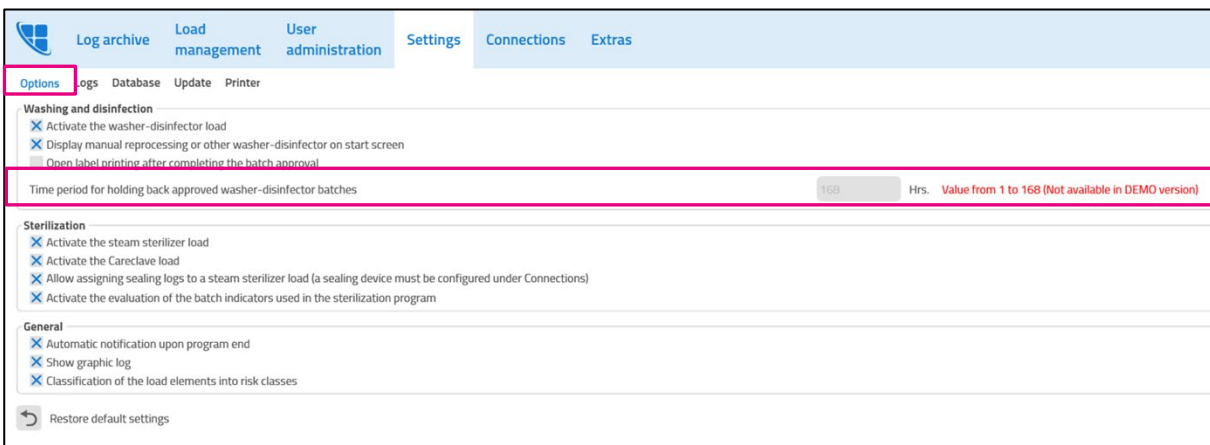 Log archive
Load
management
User
administration
Settings
Connections
Extras
Options Logs Database Update Printer
Washing and disinfection
Activate the washer-disinfector load
Display manual reprocessing or other washer-disinfector on start screen
Open label printing after completing the batch approval
Time period for holding back approved washer-disinfector batches 168 Hrs. Value from 1 to 168 (Not available in DEMO version)
Sterilization
Activate the steam sterilizer load
Activate the Careclave load
Allow assigning sealing logs to a steam sterilizer load (a sealing device must be configured under Connections)
Activate the evaluation of the batch indicators used in the sterilization program
General
Automatic notification upon program end
Show graphic log
Classification of the load elements into risk classes
Restore default settings